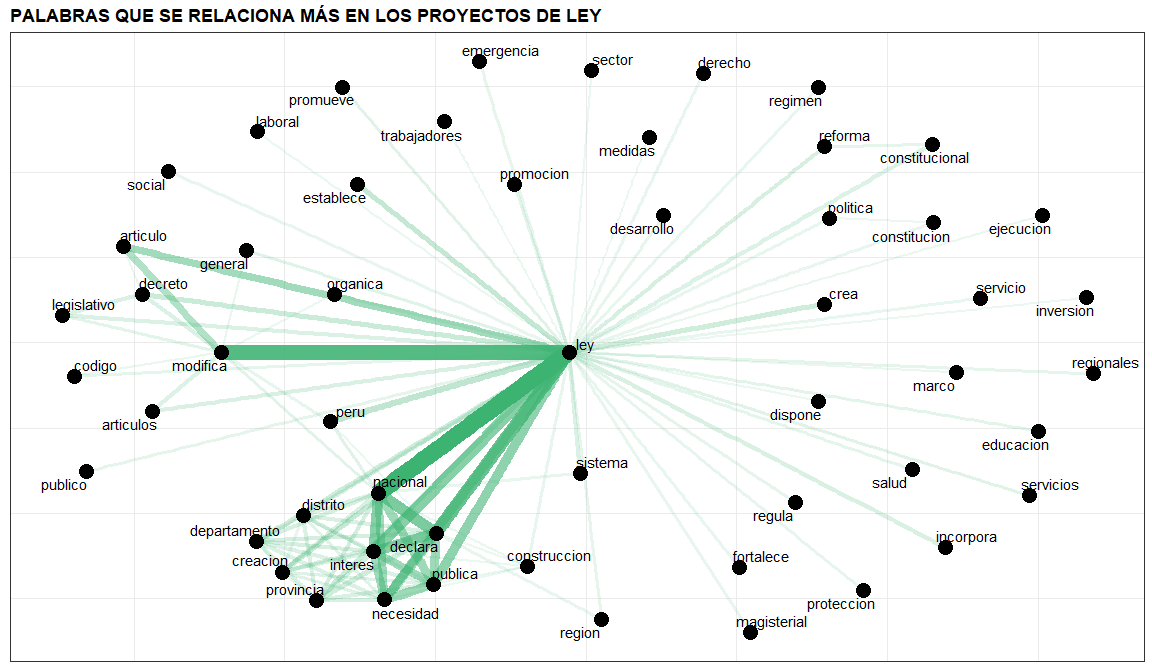 PALABRAS QUE SE RELACIONA MÁS EN LOS PROYECTOS DE LEY
emergencia
sector
derecho
promueve
regimen
laboral
trabajadores
reforma
medidas
constitucional
promocion
social
establece
politica
desarrollo
constitucion
ejecucion
articulo
general
decreto
organica
crea
servicio
legislativo
inversion
ley
modifica
codigo
regionales
marco
peru
dispone
articulos
educacion
sistema
publico
nacional
salud
servicios
distrito
regula
departamento
declara
incorpora
creacion
interes
construccion
fortalece
publica
provincia
proteccion
necesidad
magisterial
region